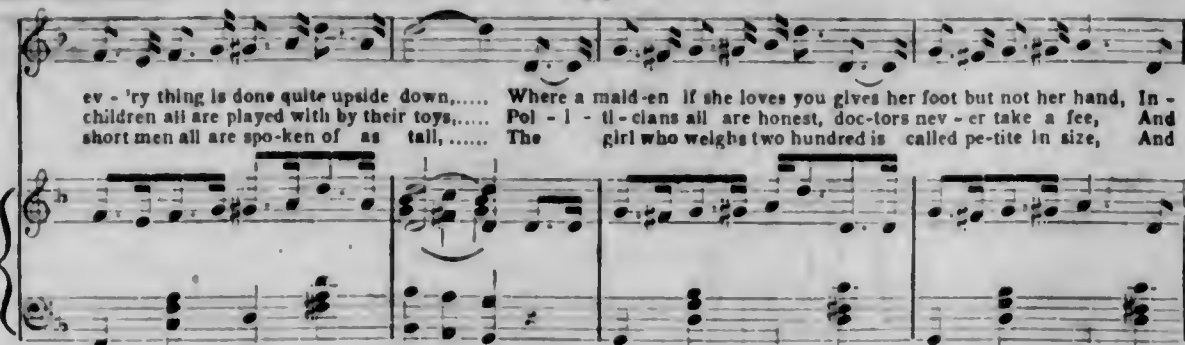 ev - 'ry thing is done quite upside down,..... Where a maid-en if she loves you gives her foot but not her hand, In -
children all are played with by their toys,..... Pol - i - ti-cians all are honest, doc-tors nev - er take a fee, And
short men all are spo-ken of as tall, ...... The girl who weighs two hundred is called pe-tite in size, And